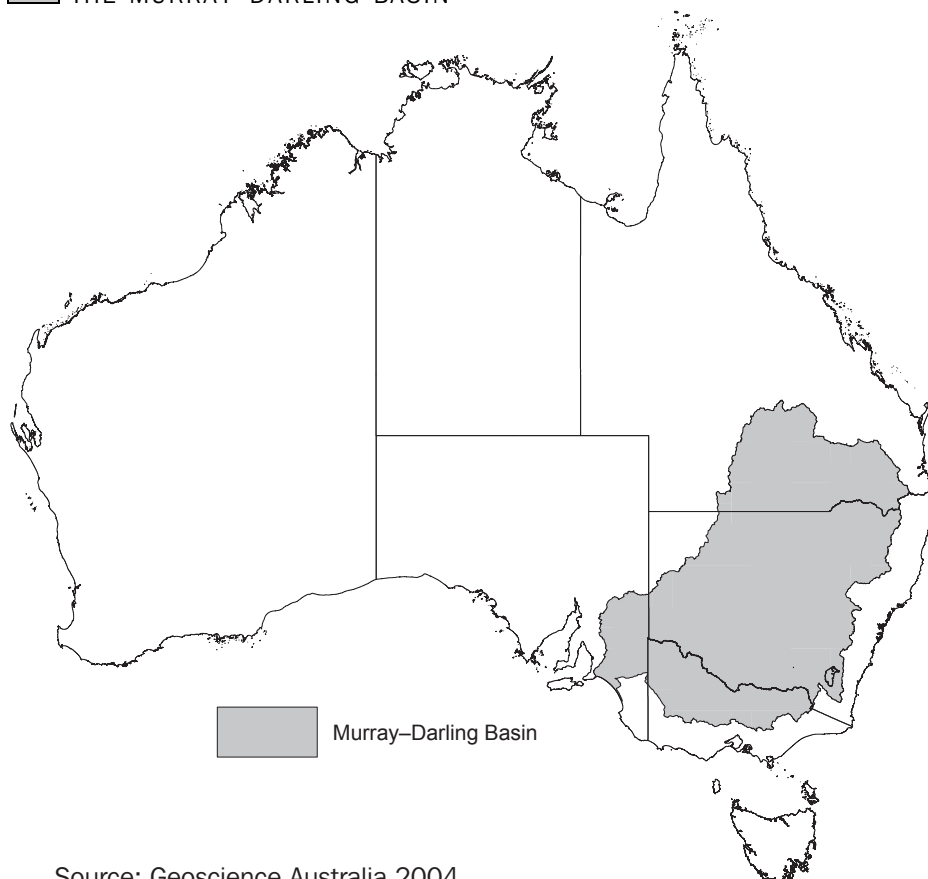 THE MURRAY–DARLING BASIN
Murray–Darling Basin
Source: Geoscience Australia 2004